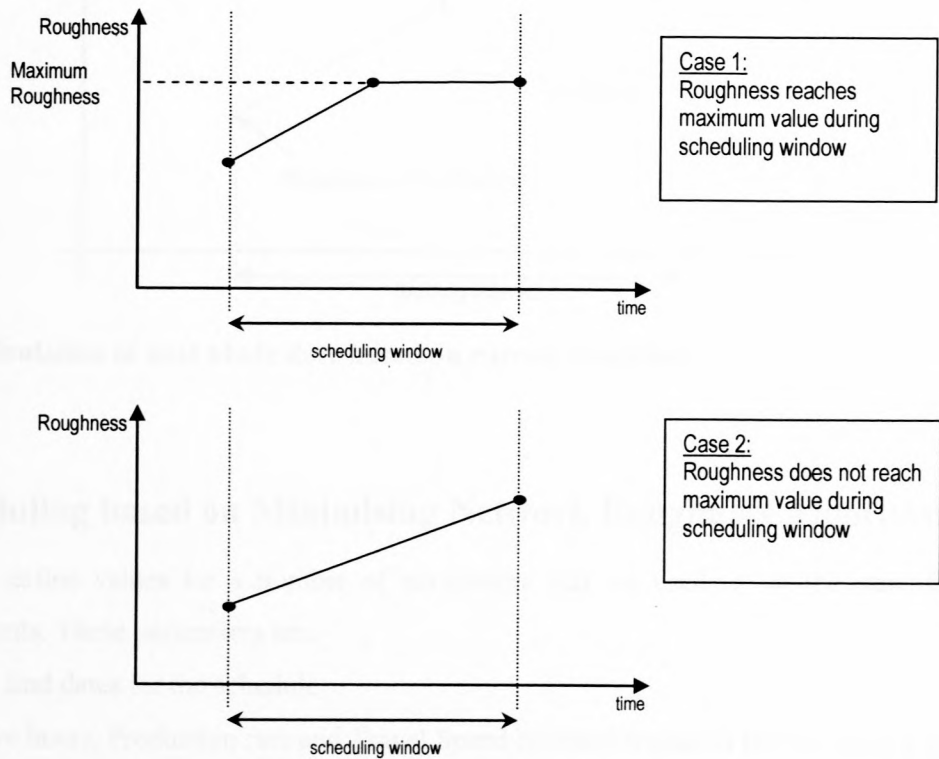 Roughness
Maximum
Roughness
time
scheduling window
Case 1:
Roughness reaches
maximum value during
scheduling window
Roughness
scheduling window
Case 2:
Roughness does not reach
maximum value during
scheduling window